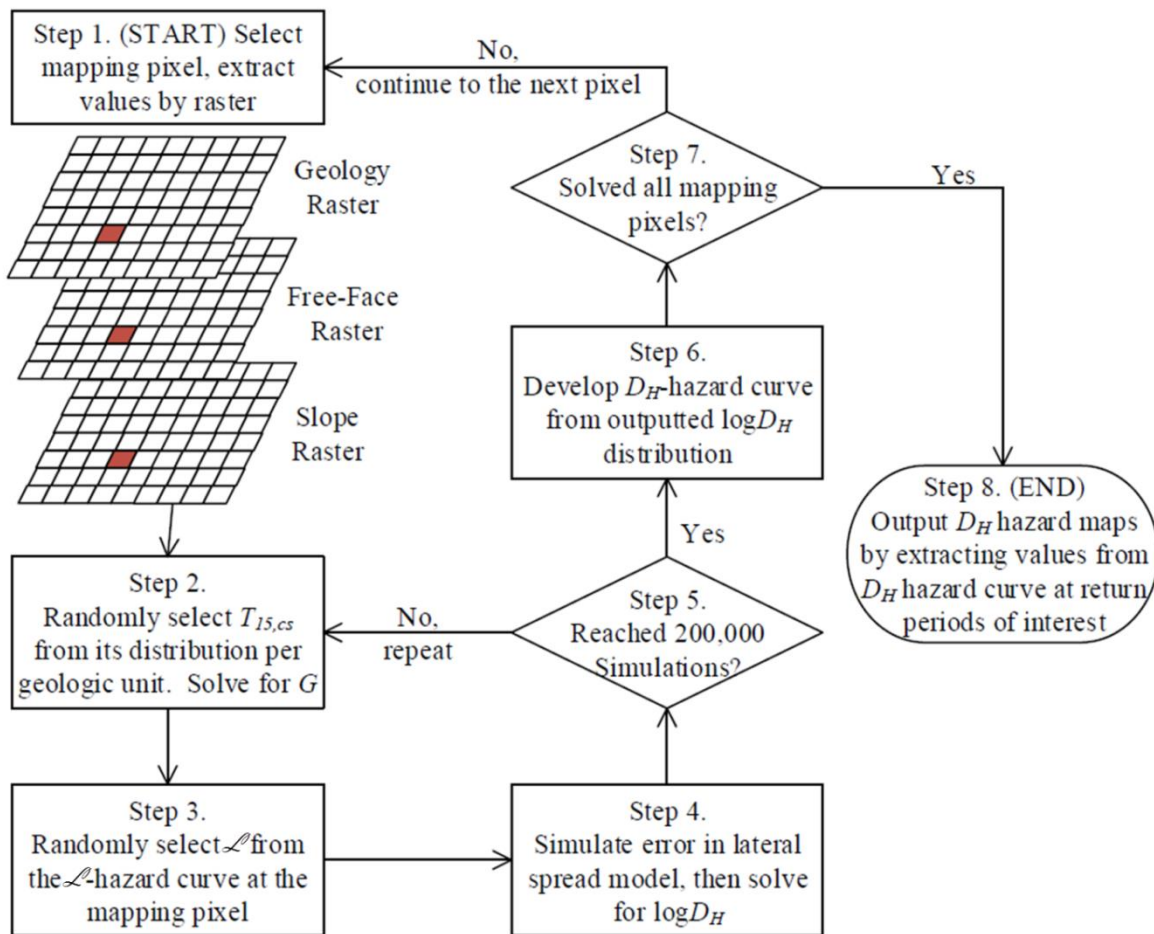 Step 1. (START) Select
mapping pixel, extract
values by raster
Geology
Raster
Free-Face
Raster
Slope
Raster
Step 2.
Randomly select T15,cs
from its distribution per
geologic unit. Solve for G
Step 3.
Randomly select ℒ from
the ℒ-hazard curve at the
mapping pixel
Step 4.
Simulate error in lateral
spread model, then solve
for logDH
Step 5.
Reached 200,000
Simulations?
No,
repeat
Yes
Step 6.
Develop DH-hazard curve
from outputted logDH
distribution
Step 7.
Solved all mapping
pixels?
No,
continue to the next pixel
Yes
Step 8. (END)
Output DH hazard maps
by extracting values from
DH hazard curve at return
periods of interest